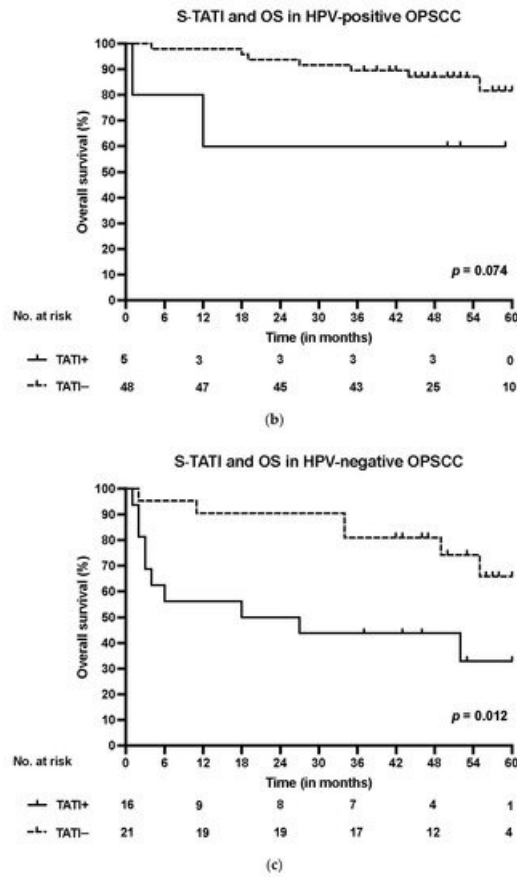 S-TATI and OS in HPV-positive OPSCC
100
90
80
70
60
50
40
30
20
10
0
Overall survival (%)
p = 0.074
0 6 12 18 24 30 36 42 48 54 60
Time (in months)
No. at risk
TATI+ 5 3 3 3 3 0
TATI– 48 47 45 43 25 10
(b)
S-TATI and OS in HPV-negative OPSCC
100
90
80
70
60
50
40
30
20
10
0
Overall survival (%)
p = 0.012
0 6 12 18 24 30 36 42 48 54 60
Time (in months)
No. at risk
TATI+ 16 9 8 7 4 1
TATI– 21 19 19 17 12 4
(c)